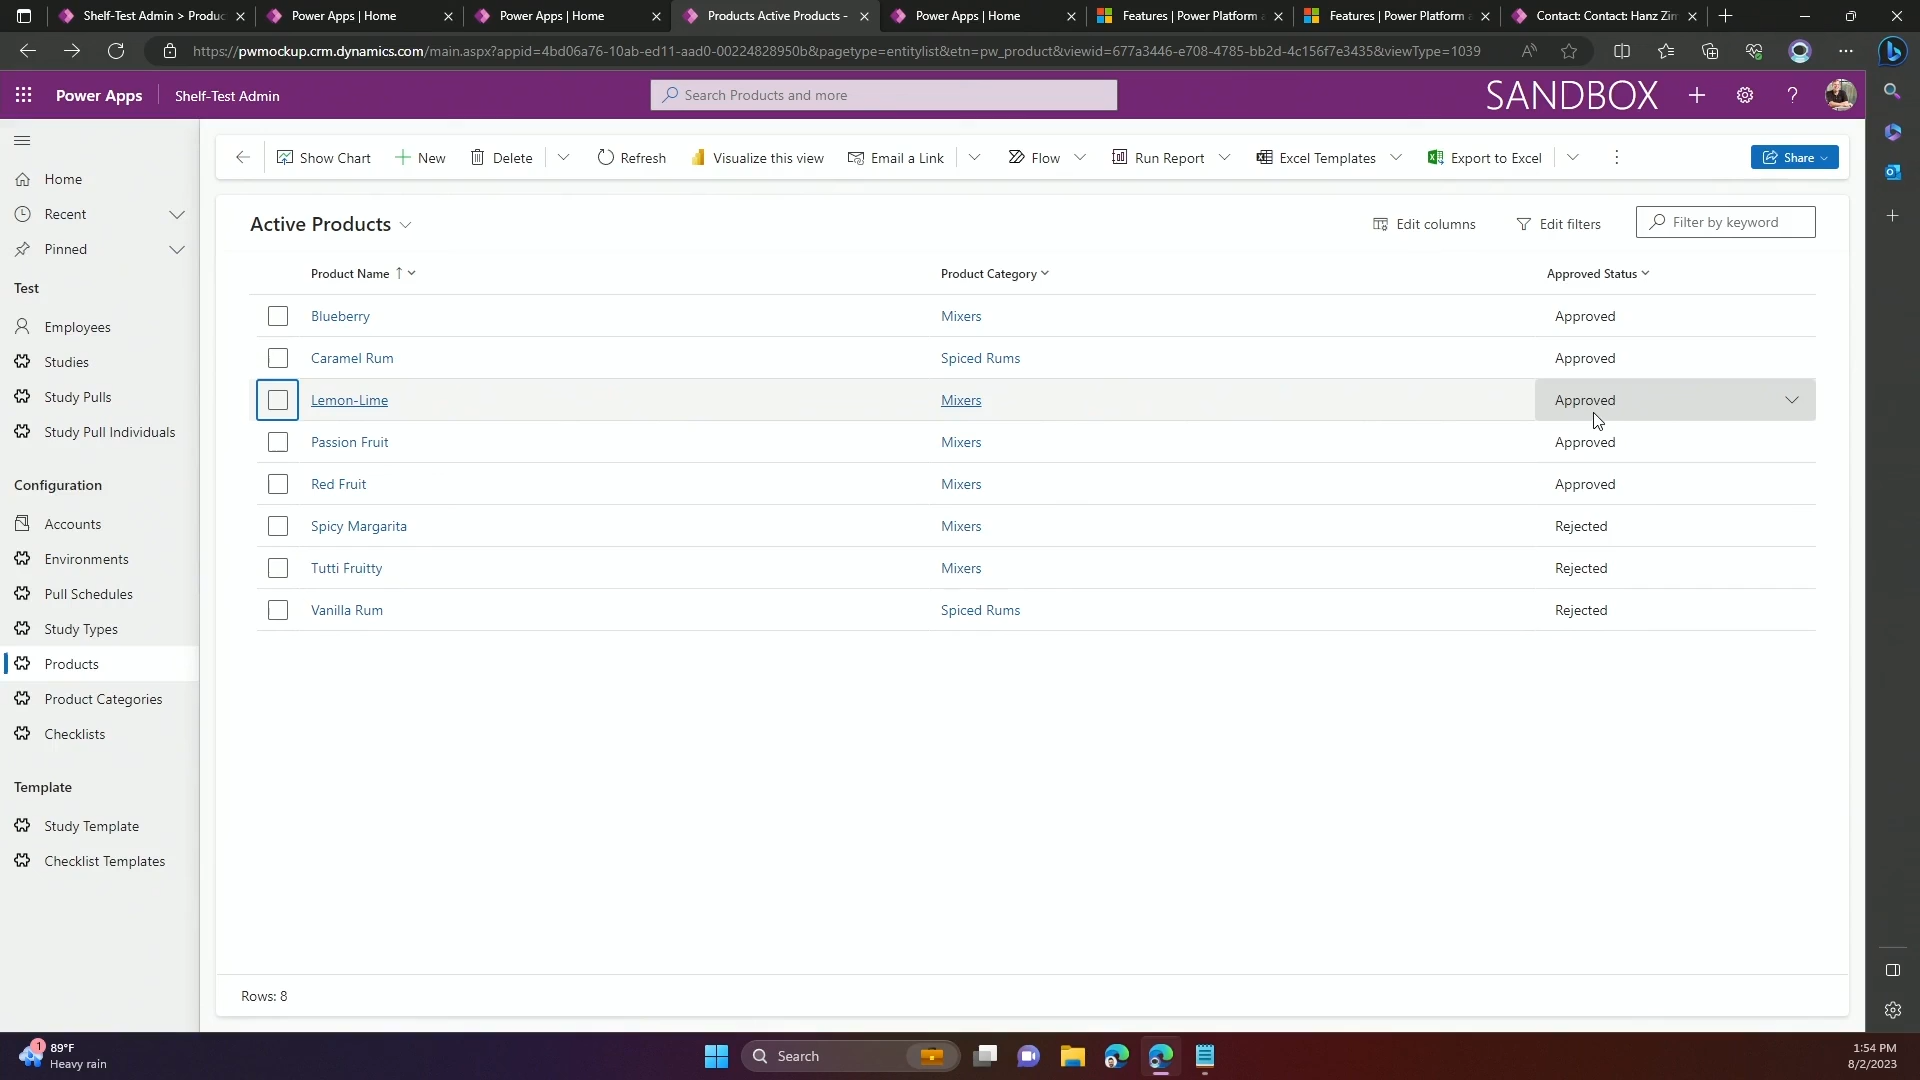 Shelf-Test Admin > Produc
Power Apps | Home
Power Apps | Home
Products Active Products -
Power Apps | Home
Features | Power Platform a
Features | Power Platform a
Contact: Contact: Hanz Zim
https://pwmockup.crm.dynamics.com/main.aspx?appid=4bd06a76-10ab-ed11-aad0-00224828950b&pagetype=entitylist&etn=pw_product&viewid=677a3446-e708-4785-bb2d-4c156f7e3435&viewType=1039
Power Apps
Shelf-Test Admin
Search Products and more
SANDBOX
Show Chart
New
Delete
Refresh
Visualize this view
Email a Link
Flow
Run Report
Excel Templates
Export to Excel
Share
Home
Recent
Pinned
Test
Employees
Studies
Study Pulls
Study Pull Individuals
Configuration
Accounts
Environments
Pull Schedules
Study Types
Products
Product Categories
Checklists
Template
Study Template
Checklist Templates
Active Products
Edit columns
Edit filters
Filter by keyword
Product Name Product Category Approved Status
Blueberry Mixers Approved
Caramel Rum Spiced Rums Approved
Lemon-Lime Mixers Approved
Passion Fruit Mixers Approved
Red Fruit Mixers Approved
Spicy Margarita Mixers Rejected
Tutti Fruitty Mixers Rejected
Vanilla Rum Spiced Rums Rejected
Rows: 8
1
89°F
Heavy rain
Search
1:54 PM
8/2/2023